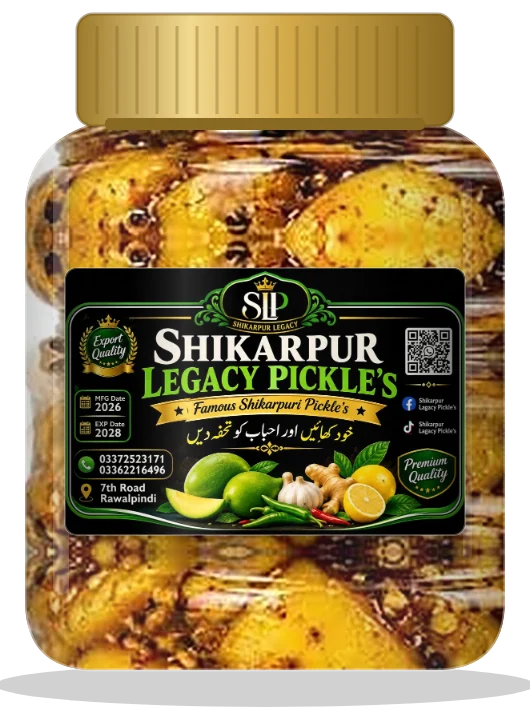 SLP
SHIKARPUR LEGACY
SHIKARPUR
LEGACY PICKLE'S
Famous Shikarpuri Pickle's
خود کھائیں اور احباب کو تحفہ دیں
Export
Quality
MFG Date
2026
EXP Date
2028
03372523171
03362216496
7th Road
Rawalpindi
Shikarpur
Legacy Pickle's
Shikarpur
Legacy Pickle's
Premium
Quality